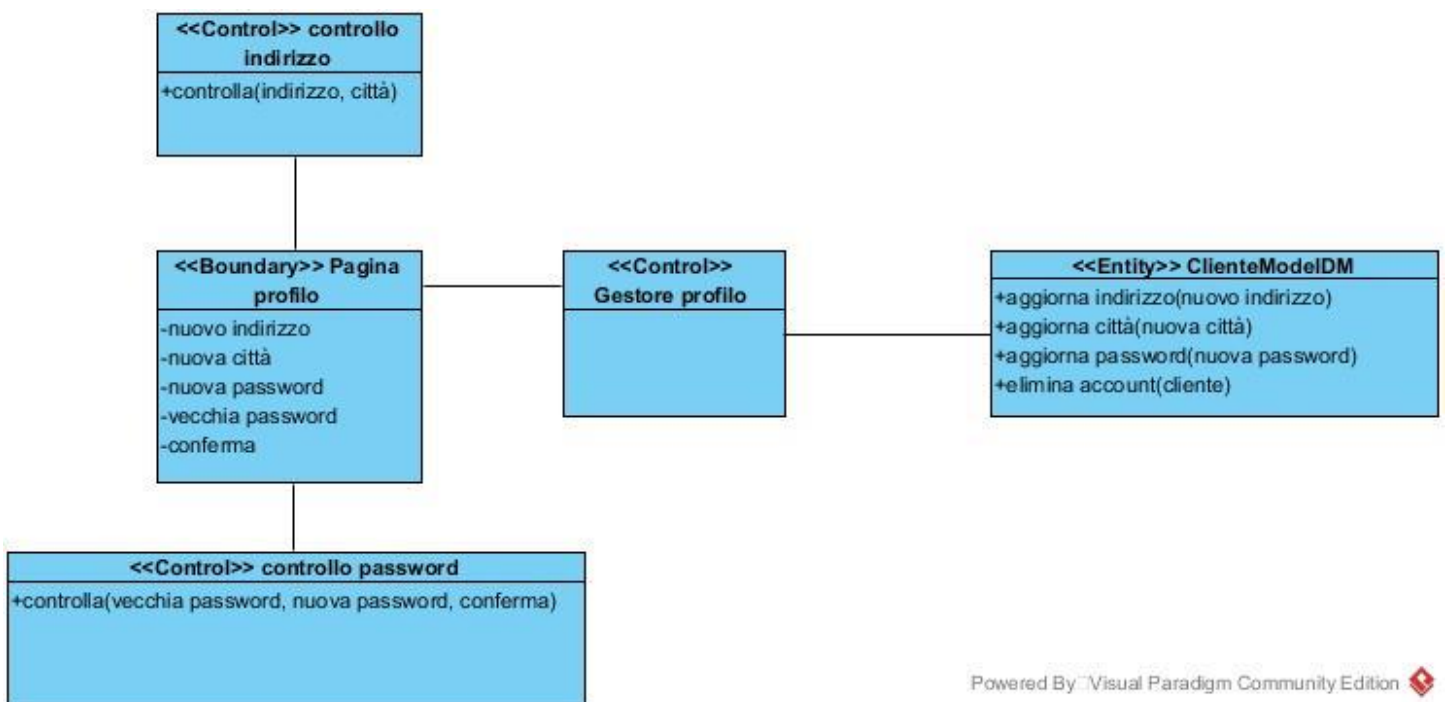 <<Control>> controllo
indirizzo
+controlla(indirizzo, città)
<<Boundary>> Pagina
profilo
-nuovo indirizzo
-nuova città
-nuova password
-vecchia password
-conferma
<<Control>>
Gestore profilo
<<Entity>> ClienteModelDM
+aggiorna indirizzo(nuovo indirizzo)
+aggiorna città(nuova città)
+aggiorna password(nuova password)
+elimina account(cliente)
<<Control>> controllo password
+controlla(vecchia password, nuova password, conferma)
Powered By Visual Paradigm Community Edition